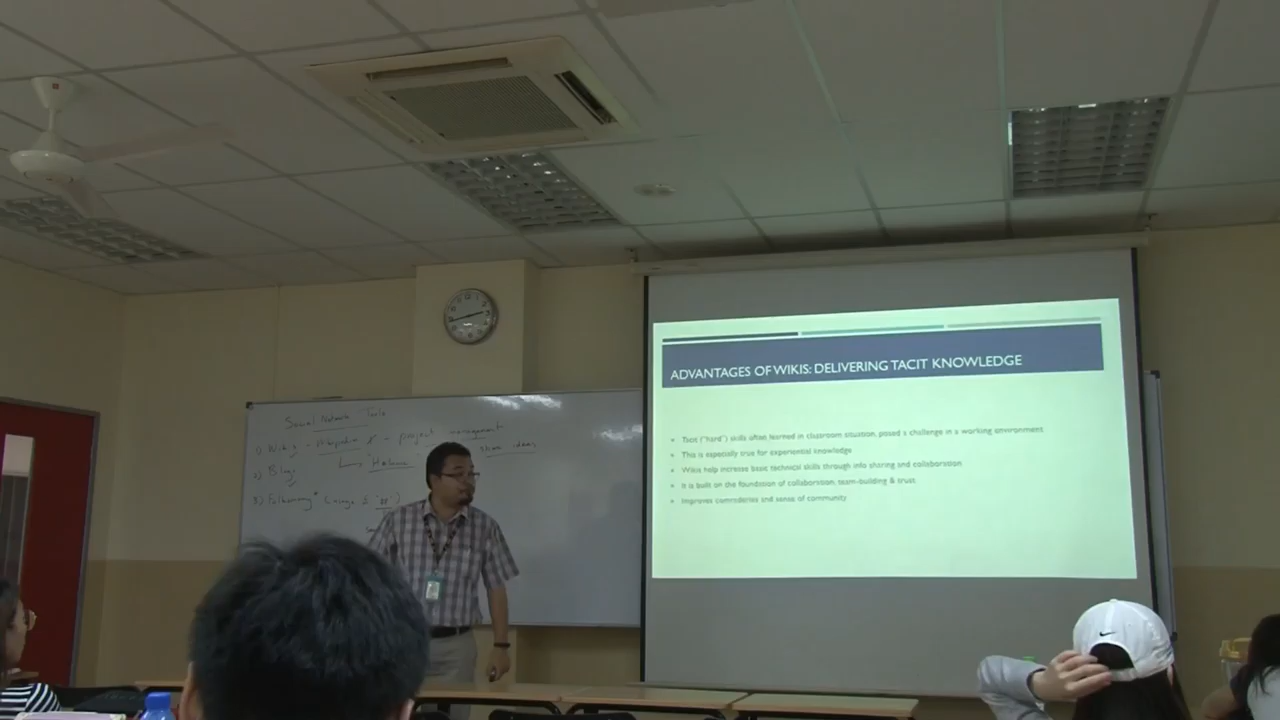 Social Network Tools
1) Wikis - Wikipedia - project management
2) Blogs
3)
ADVANTAGES OF WIKIS: DELIVERING TACIT KNOWLEDGE
Tacit ("hard") skills often learned in classroom situation, posed a challenge in a working environment
This is especially true for experiential knowledge
Wikis help increase basic technical skills through info sharing and collaboration
It is built on the foundation of collaboration, team-building & trust
Improves comraderies and sense of community